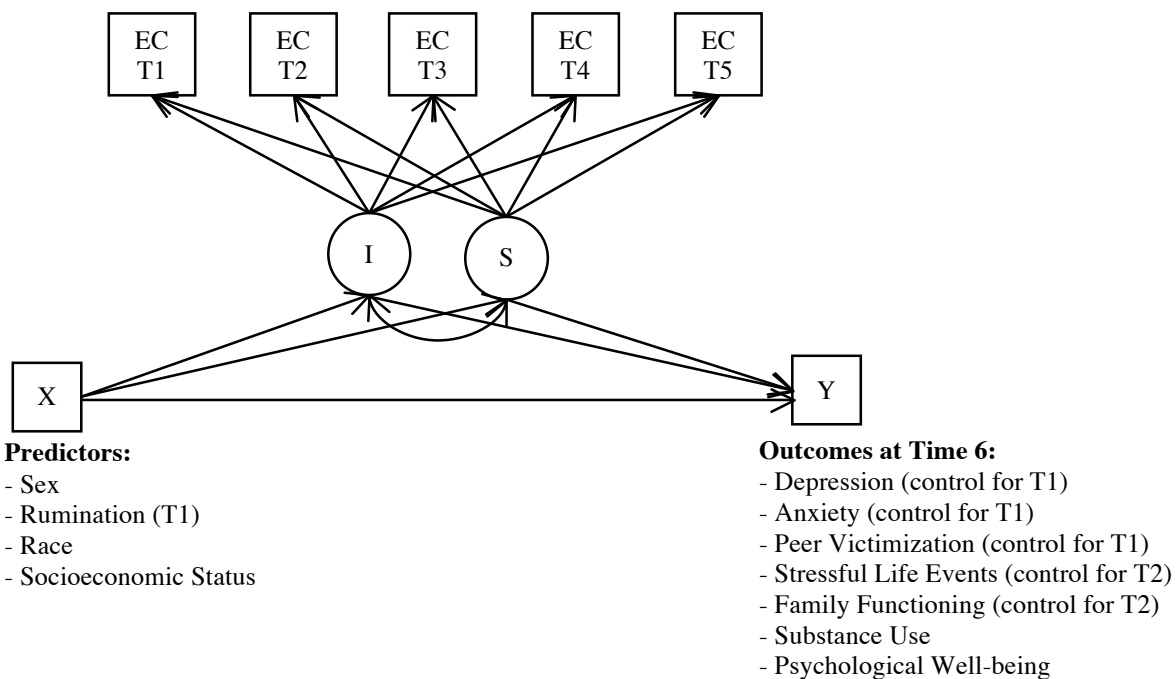 EC
T1
EC
T2
EC
T3
EC
T4
EC
T5
I
S
X
Y
Predictors:
- Sex
- Rumination (T1)
- Race
- Socioeconomic Status
Outcomes at Time 6:
- Depression (control for T1)
- Anxiety (control for T1)
- Peer Victimization (control for T1)
- Stressful Life Events (control for T2)
- Family Functioning (control for T2)
- Substance Use
- Psychological Well-being